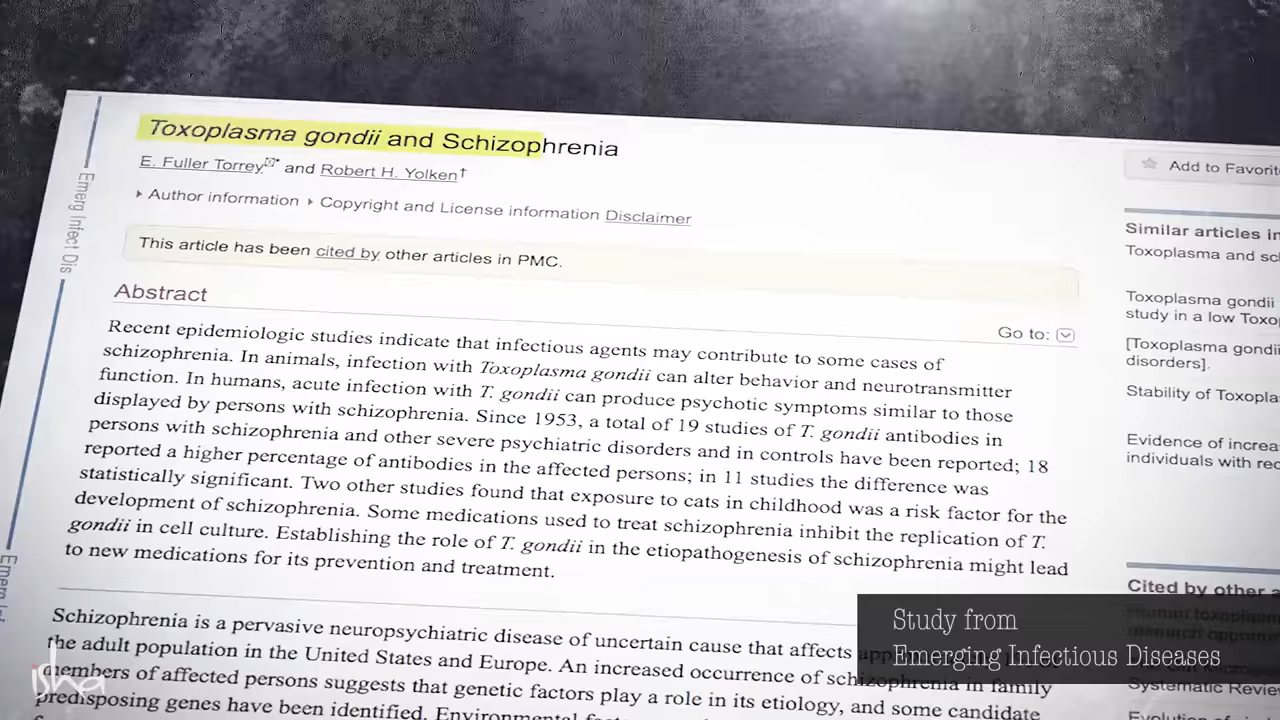 Toxoplasma gondii and Schizophrenia
E. Fuller Torrey* and Robert H. Yolken†
Author information Copyright and License information Disclaimer
This article has been cited by other articles in PMC.
Abstract
Go to:
Recent epidemiologic studies indicate that infectious agents may contribute to some cases of
schizophrenia. In animals, infection with Toxoplasma gondii can alter behavior and neurotransmitter
function. In humans, acute infection with T. gondii can produce psychotic symptoms similar to those
displayed by persons with schizophrenia. Since 1953, a total of 19 studies of T. gondii antibodies in
persons with schizophrenia and other severe psychiatric disorders and in controls have been reported; 18
reported a higher percentage of antibodies in the affected persons; in 11 studies the difference was
statistically significant. Two other studies found that exposure to cats in childhood was a risk factor for the
development of schizophrenia. Some medications used to treat schizophrenia inhibit the replication of T.
gondii in cell culture. Establishing the role of T. gondii in the etiopathogenesis of schizophrenia might lead
to new medications for its prevention and treatment.
Schizophrenia is a pervasive neuropsychiatric disease of uncertain cause that affects
the adult population in the United States and Europe. An increased occurrence of schizophrenia in family
members of affected persons suggests that genetic factors play a role in its etiology, and some candidate
predisposing genes have been identified. Environmental
Emerg Infect Dis
Add to Favorit
Similar articles in
Toxoplasma and sc
Toxoplasma gondii
study in a low Toxo
[Toxoplasma gondii
disorders].
Stability of Toxopla
Evidence of increa
individuals with rec
Cited by other a
Systematic Revie
Study from
Emerging Infectious Diseases
isha